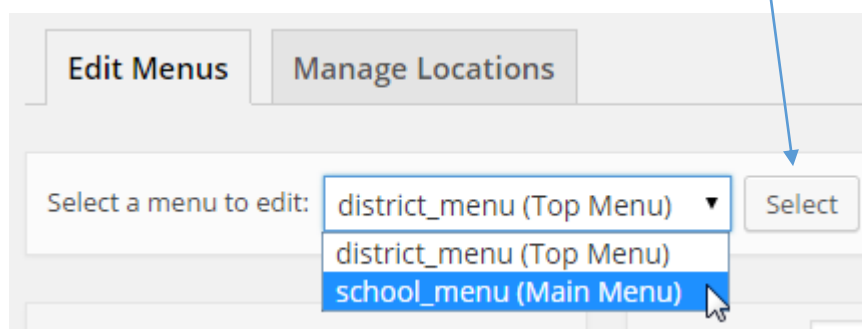 Edit Menus Manage Locations
Select a menu to edit: district_menu (Top Menu) Select
district_menu (Top Menu)
school_menu (Main Menu)